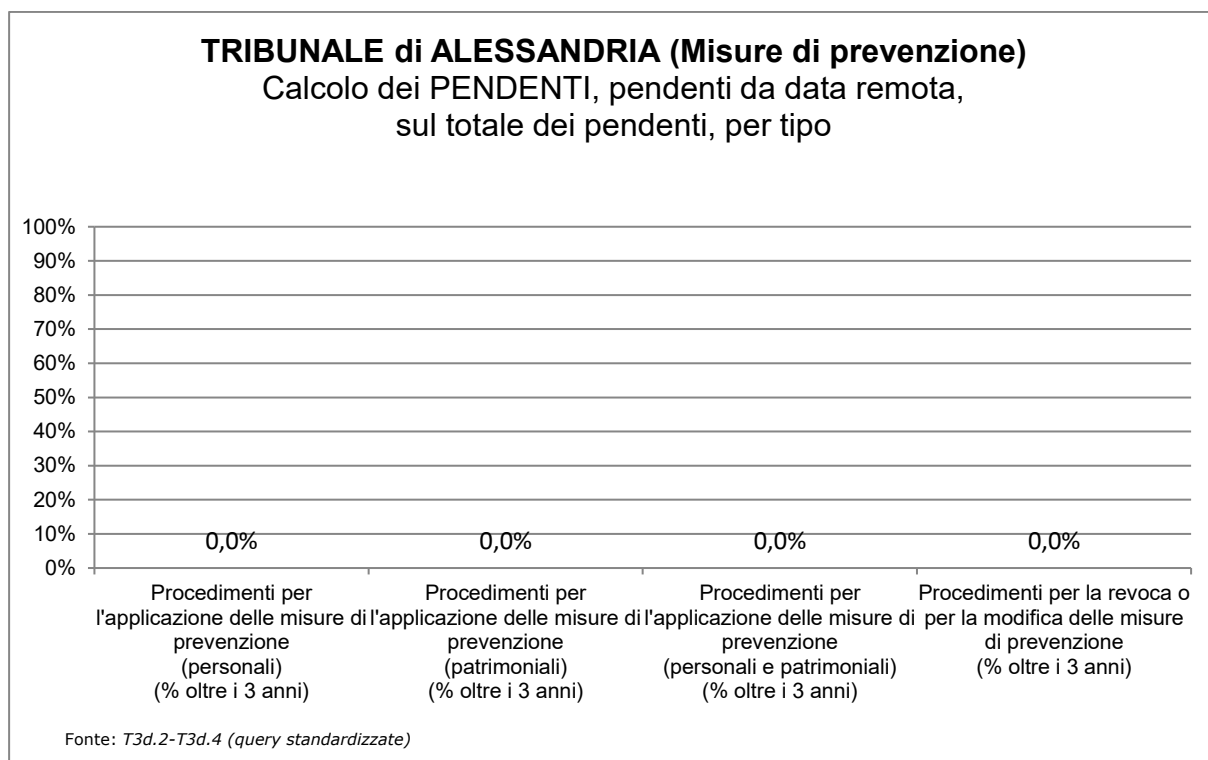 TRIBUNALE di ALESSANDRIA (Misure di prevenzione)
Calcolo dei PENDENTI, pendenti da data remota,
sul totale dei pendenti, per tipo
100%
90%
80%
70%
60%
50%
40%
30%
20%
10%
0%
0,0%
0,0%
0,0%
0,0%
Procedimenti per
l'applicazione delle misure di
prevenzione
(personali)
(% oltre i 3 anni)
Procedimenti per
l'applicazione delle misure di
prevenzione
(patrimoniali)
(% oltre i 3 anni)
Procedimenti per
l'applicazione delle misure di
prevenzione
(personali e patrimoniali)
(% oltre i 3 anni)
Procedimenti per la revoca o
per la modifica delle misure
di prevenzione
(% oltre i 3 anni)
Fonte: T3d.2-T3d.4 (query standardizzate)